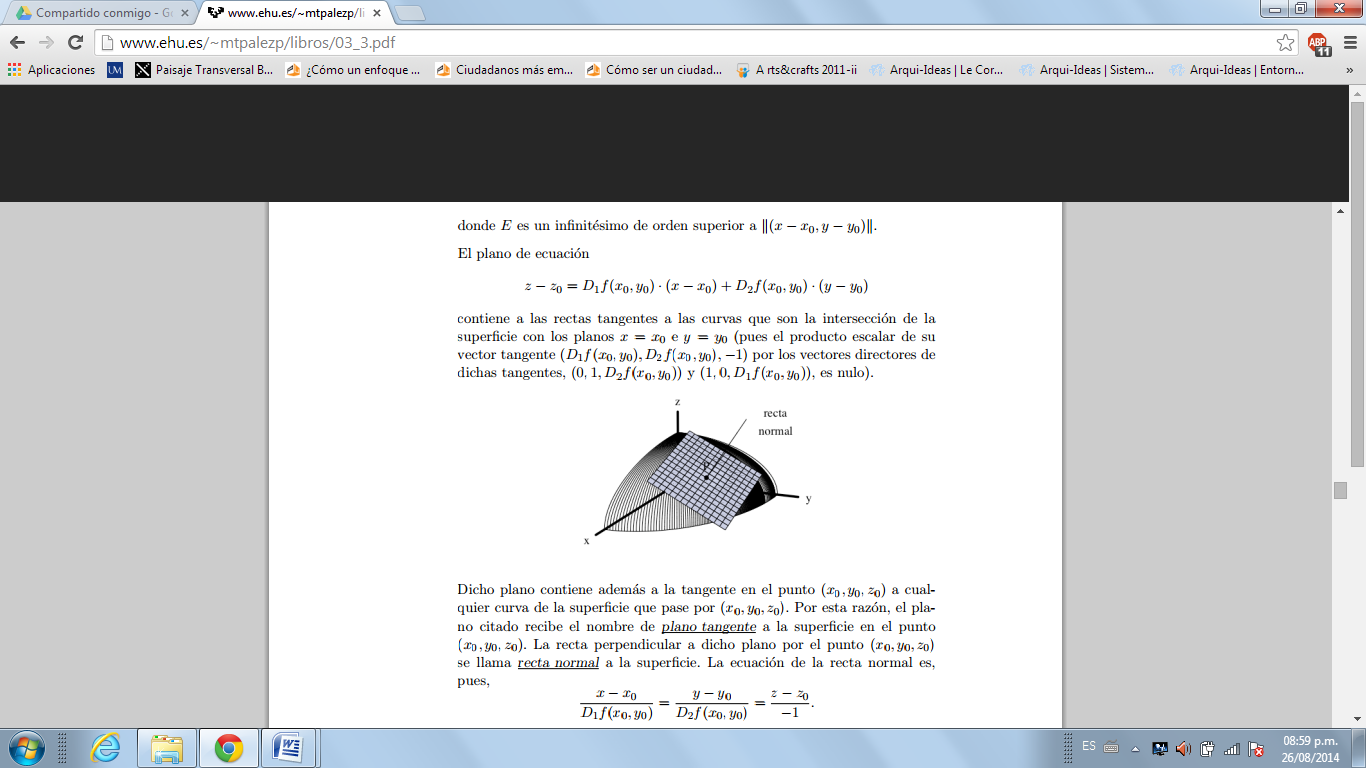 Compartido conmigo - G
www.ehu.es/~mtpalezp/li
www.ehu.es/~mtpalezp/libros/03_3.pdf
ABP
11
Aplicaciones
UM
Paisaje Transversal B...
¿Cómo un enfoque ...
Ciudadanos más em...
Cómo ser un ciudad...
A rts&crafts 2011-ii
Arqui-Ideas | Le Cor...
Arqui-Ideas | Sistem...
Arqui-Ideas | Entorn...
»
donde E es un infinitésimo de orden superior a ‖(x − x₀, y − y₀)‖.
El plano de ecuación
z − z₀ = D₁f(x₀, y₀) · (x − x₀) + D₂f(x₀, y₀) · (y − y₀)
contiene a las rectas tangentes a las curvas que son la intersección de la
superficie con los planos x = x₀ e y = y₀ (pues el producto escalar de su
vector tangente (D₁f(x₀, y₀), D₂f(x₀, y₀), −1) por los vectores directores de
dichas tangentes, (0, 1, D₂f(x₀, y₀)) y (1, 0, D₁f(x₀, y₀)), es nulo).
z
recta
normal
P
y
x
Dicho plano contiene además a la tangente en el punto (x₀, y₀, z₀) a cual-
quier curva de la superficie que pase por (x₀, y₀, z₀). Por esta razón, el pla-
no citado recibe el nombre de plano tangente a la superficie en el punto
(x₀, y₀, z₀). La recta perpendicular a dicho plano por el punto (x₀, y₀, z₀)
se llama recta normal a la superficie. La ecuación de la recta normal es,
pues,
x − x₀ / D₁f(x₀, y₀) = y − y₀ / D₂f(x₀, y₀) = z − z₀ / −1.
ES
08:59 p.m.
26/08/2014